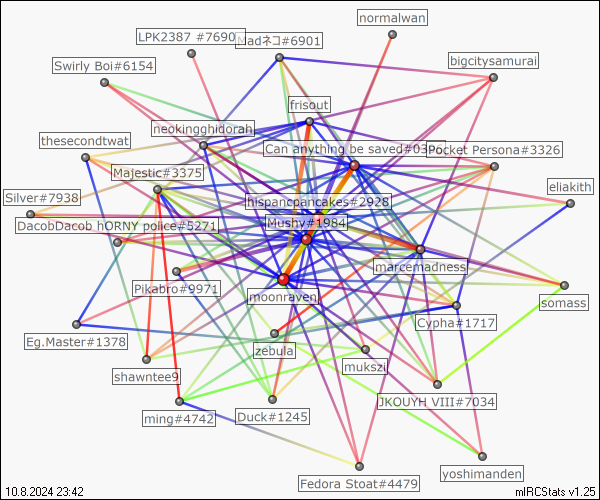 normalwan
LPK2387 #7690
Madネコ#6901
bigcitysamurai
Swirly Boi#6154
frisout
neokingghidorah
thesecondtwat
Can anything be saved#03
Pocket Persona#3326
Majestic#3375
eliakith
Silver#7938
hispancpancakes#2928
DacobDacob hORNY police#5271
Mushy#1984
marcemadness
Pikabro#9971
moonraven
somass
Cypha#1717
Eg.Master#1378
zebula
mukszi
shawntee9
JKOUYH VIII#7034
ming#4742
Duck#1245
yoshimanden
Fedora Stoat#4479
10.8.2024 23:42
mIRCStats v1.25